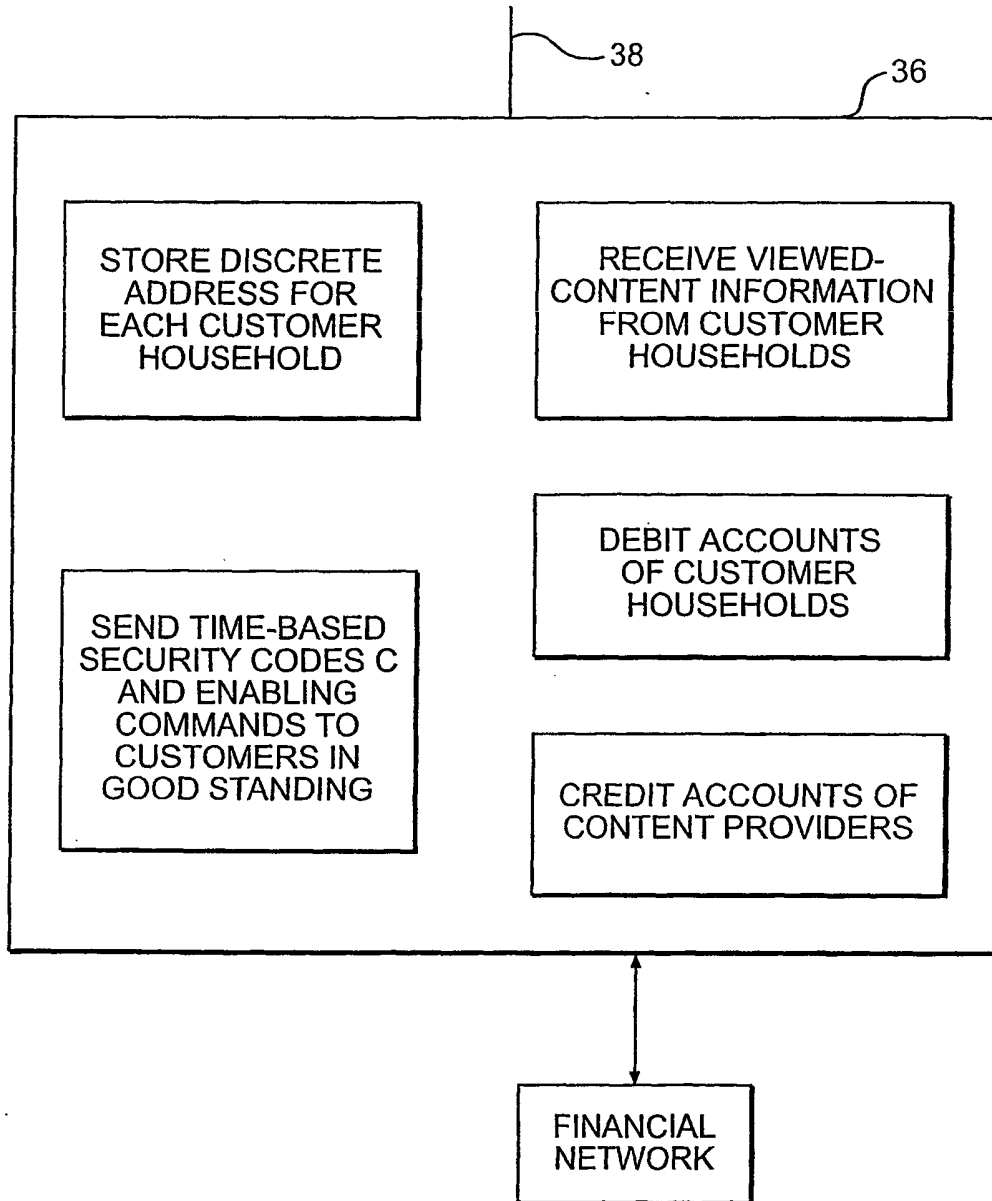 38
36
STORE DISCRETE
ADDRESS FOR
EACH CUSTOMER
HOUSEHOLD
RECEIVE VIEWED-
CONTENT INFORMATION
FROM CUSTOMER
HOUSEHOLDS
SEND TIME-BASED
SECURITY CODES C
AND ENABLING
COMMANDS TO
CUSTOMERS IN
GOOD STANDING
DEBIT ACCOUNTS
OF CUSTOMER
HOUSEHOLDS
CREDIT ACCOUNTS OF
CONTENT PROVIDERS
FINANCIAL
NETWORK